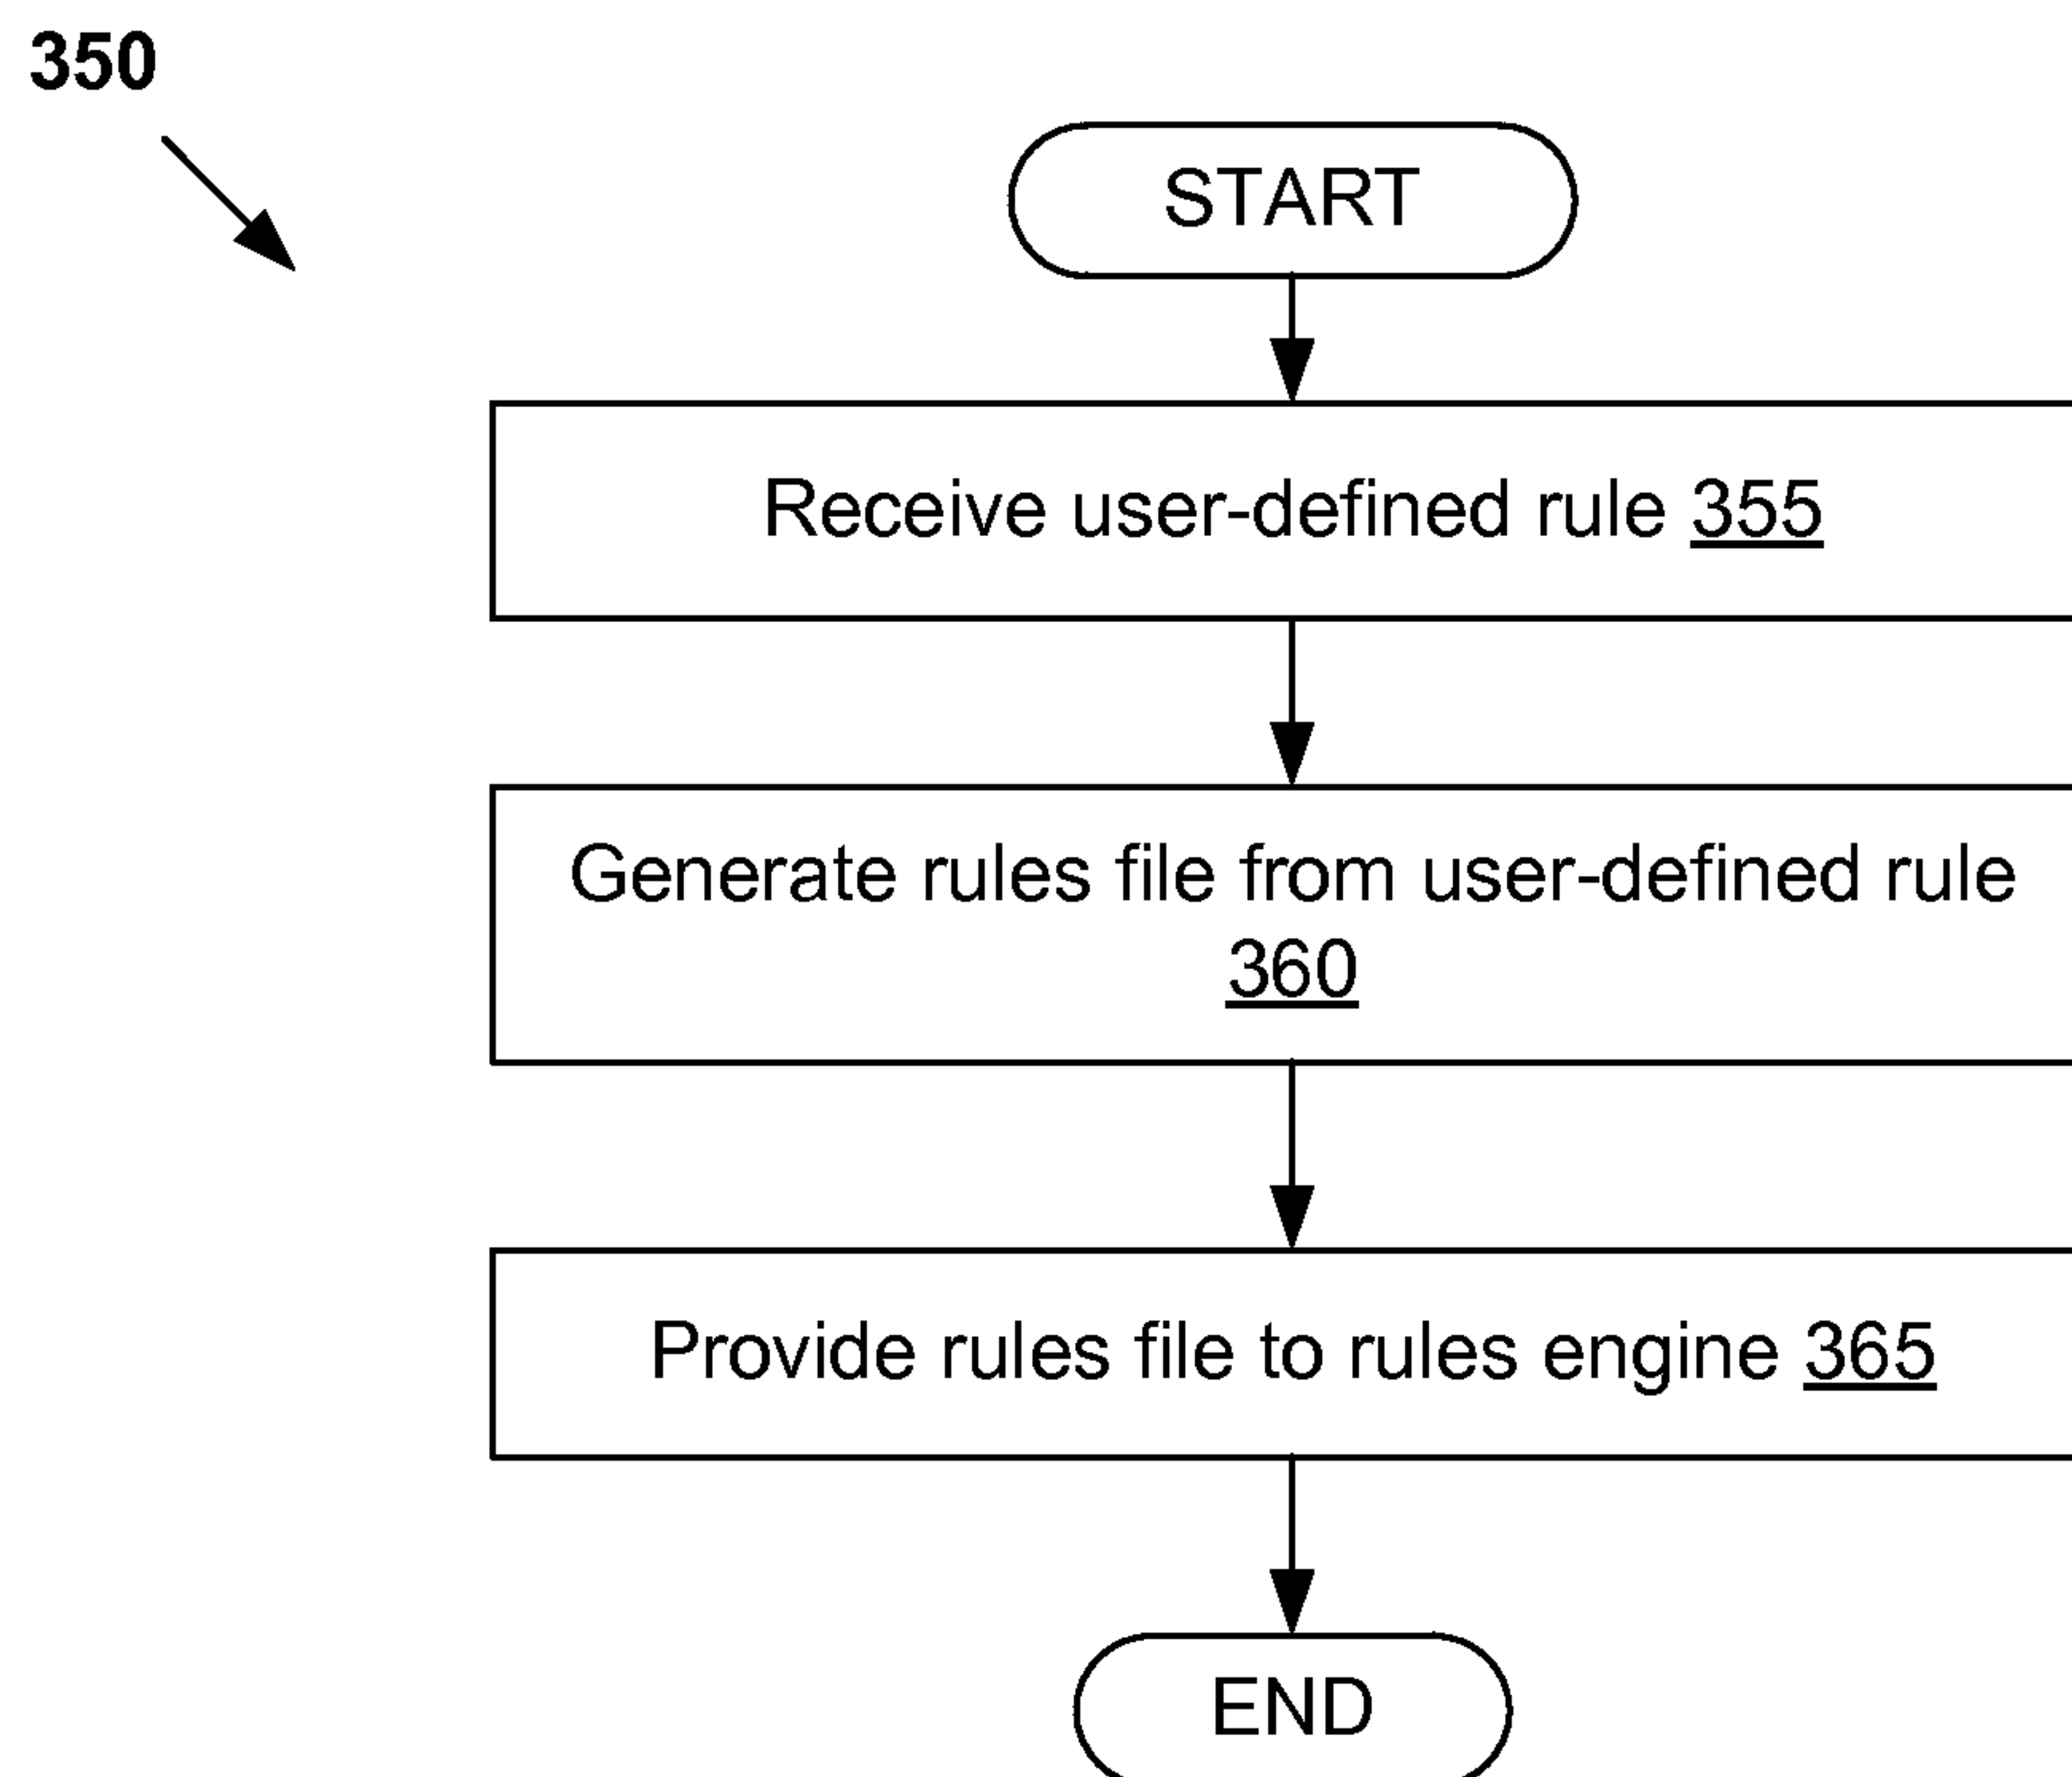 350
START
Receive user-defined rule 355
Generate rules file from user-defined rule
360
Provide rules file to rules engine 365
END